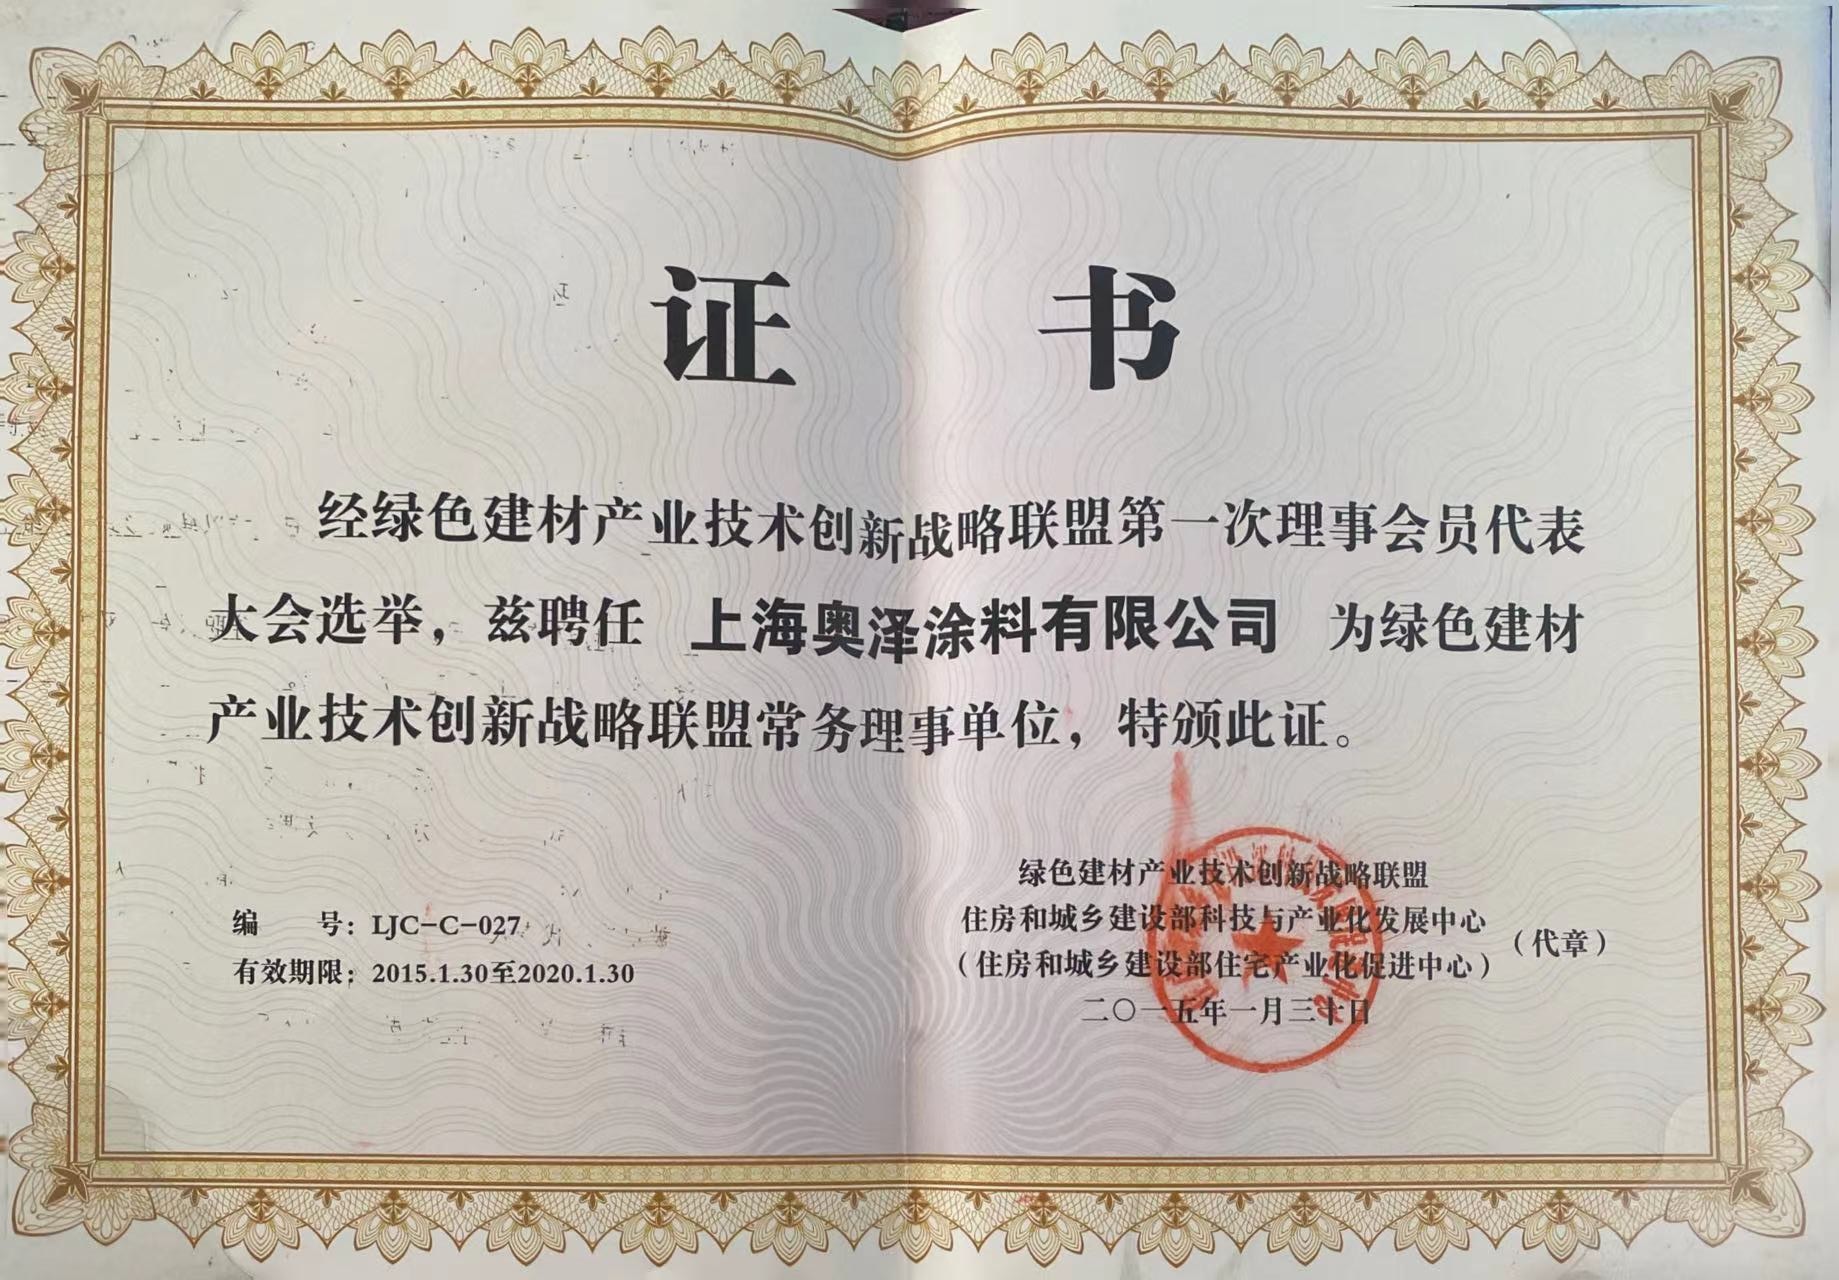 证 书
经绿色建材产业技术创新战略联盟第一次理事会员代表
大会选举，兹聘任 上海奥泽涂料有限公司 为绿色建材
产业技术创新战略联盟常务理事单位，特颁此证。
绿色建材产业技术创新战略联盟
住房和城乡建设部科技与产业化发展中心
（住房和城乡建设部住宅产业化促进中心）
（代章）
二〇一五年一月三十日
编 号：LJC-C-027
有效期限：2015.1.30至2020.1.30